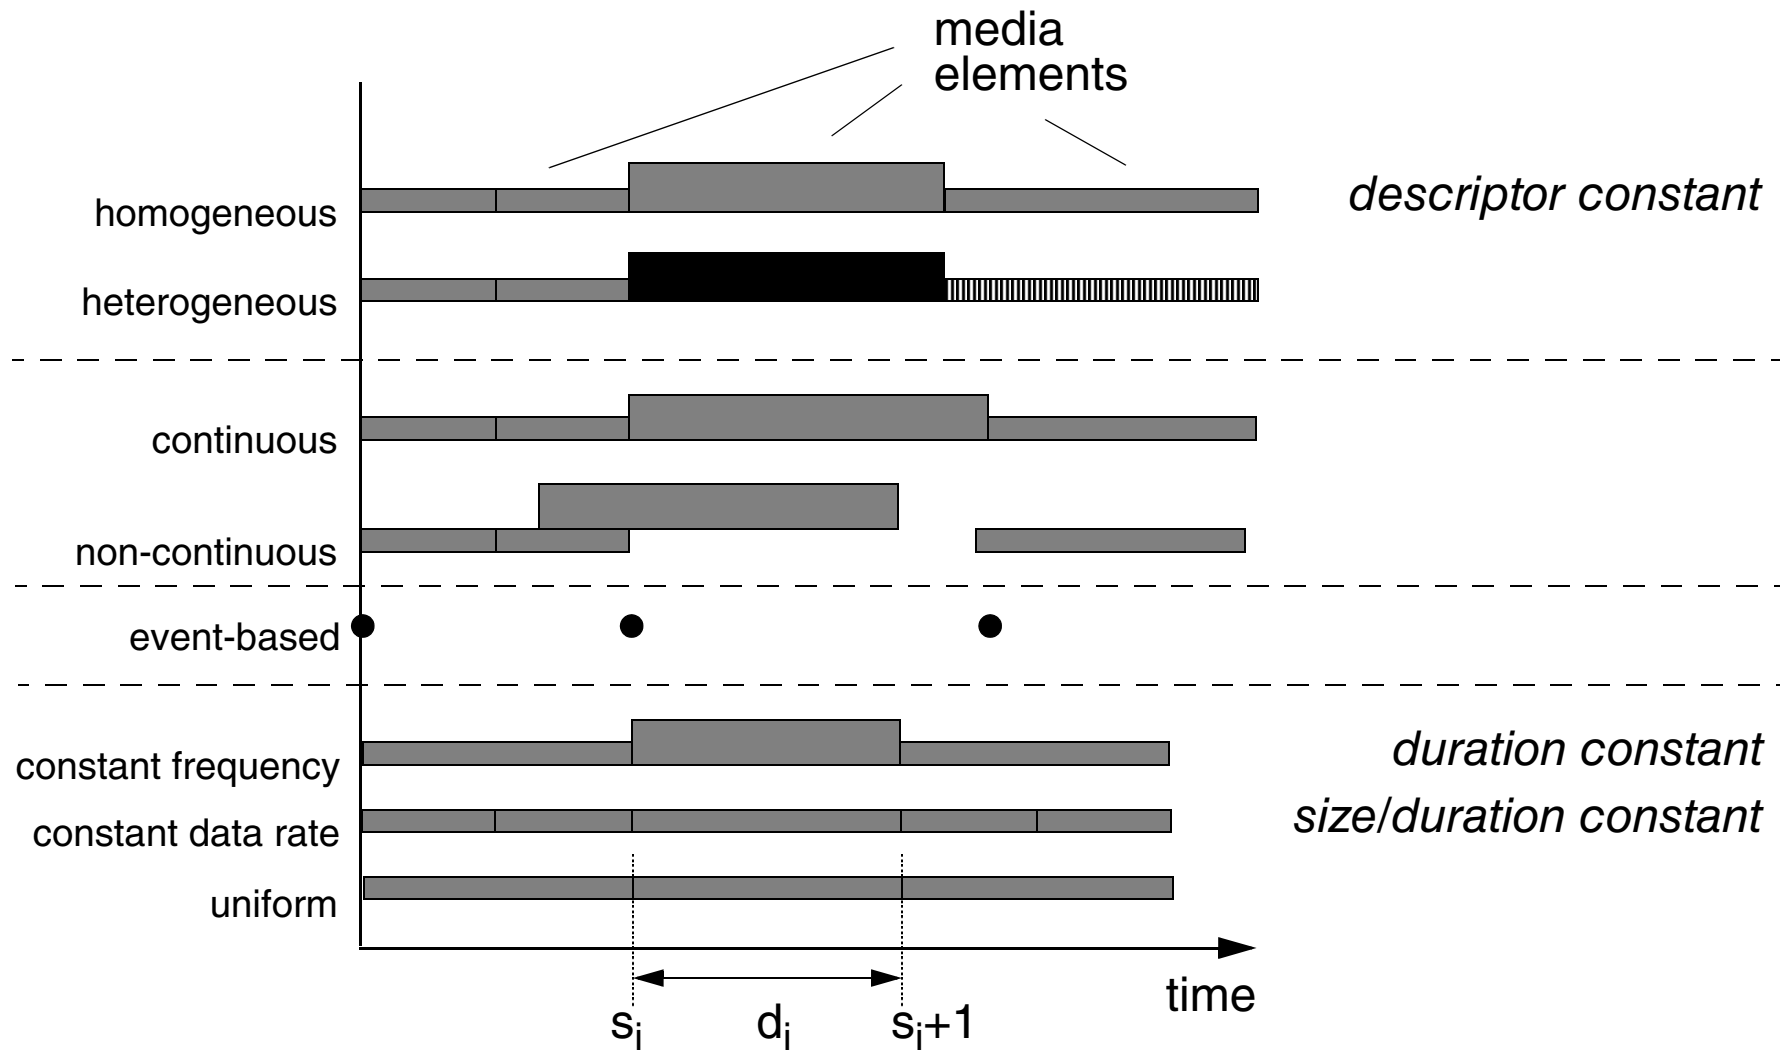 media
elements
homogeneous
descriptor constant
heterogeneous
continuous
non-continuous
event-based
constant frequency
duration constant
constant data rate
size/duration constant
uniform
time
si di si+1